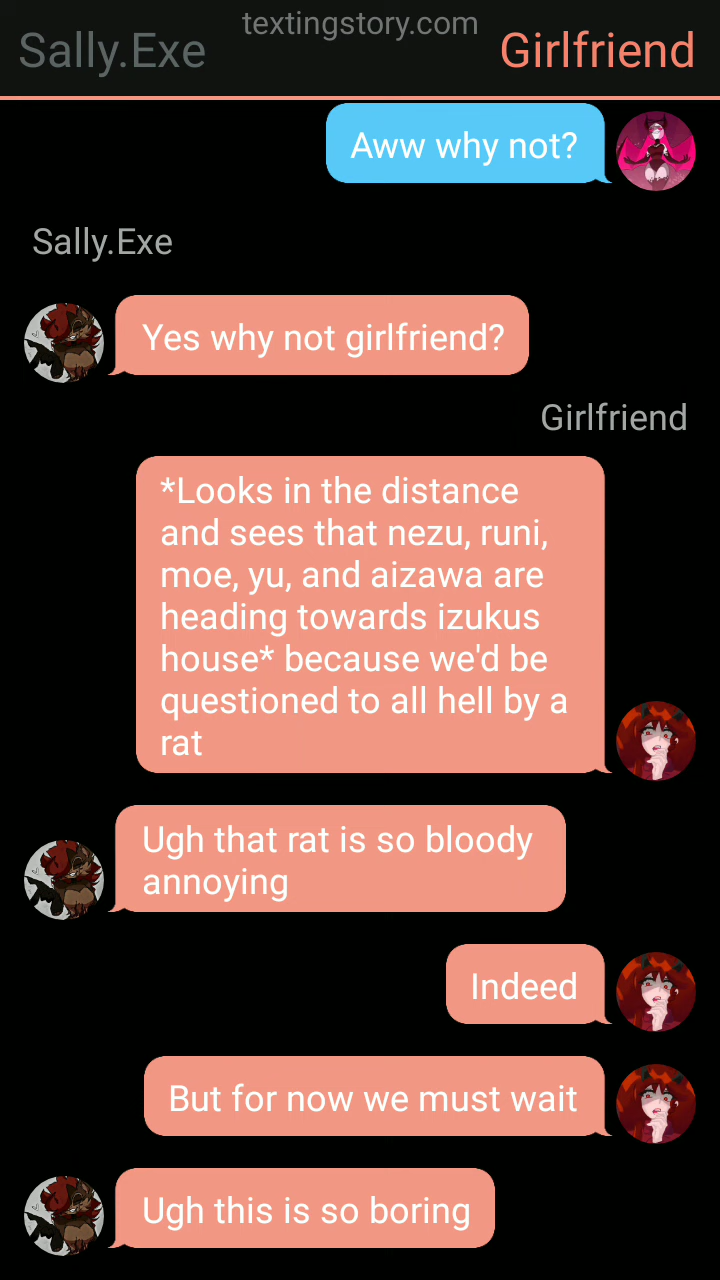 textingstory.com
Sally.Exe
Girlfriend
Aww why not?
Sally.Exe
Yes why not girlfriend?
Girlfriend
*Looks in the distance
and sees that nezu, runi,
moe, yu, and aizawa are
heading towards izukus
house* because we'd be
questioned to all hell by a
rat
Ugh that rat is so bloody
annoying
Indeed
But for now we must wait
Ugh this is so boring